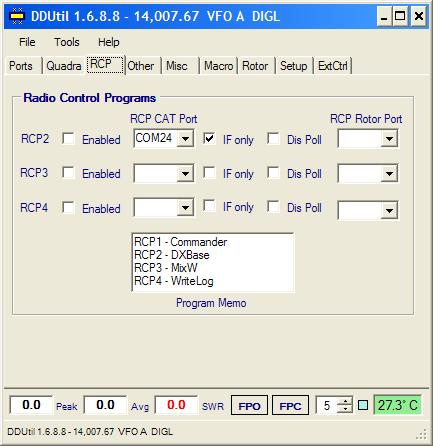 DDUtil 1.6.8.8 - 14,007.67 VFO A DIGL
File Tools Help
Ports Quadra RCP Other Misc Macro Rotor Setup ExtCtrl
Radio Control Programs
RCP CAT Port RCP Rotor Port
RCP2 Enabled COM24 IF only Dis Poll
RCP3 Enabled IF only Dis Poll
RCP4 Enabled IF only Dis Poll
RCP1 - Commander
RCP2 - DXBase
RCP3 - MixW
RCP4 - WriteLog
Program Memo
0.0 Peak 0.0 Avg 0.0 SWR FPO FPC 5 27.3° C
DDUtil 1.6.8.8 - 14,007.67 VFO A DIGL